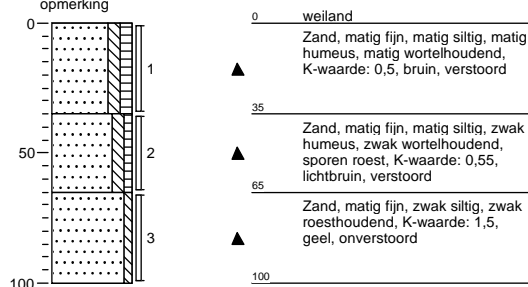 opmerking
0
50
100
1
2
3
0 weiland
Zand, matig fijn, matig siltig, matig
humeus, matig wortelhoudend,
K-waarde: 0,5, bruin, verstoord
35
Zand, matig fijn, matig siltig, zwak
humeus, zwak wortelhoudend,
sporen roest, K-waarde: 0,55,
lichtbruin, verstoord
65
Zand, matig fijn, zwak siltig, zwak
roesthoudend, K-waarde: 1,5,
geel, onverstoord
100